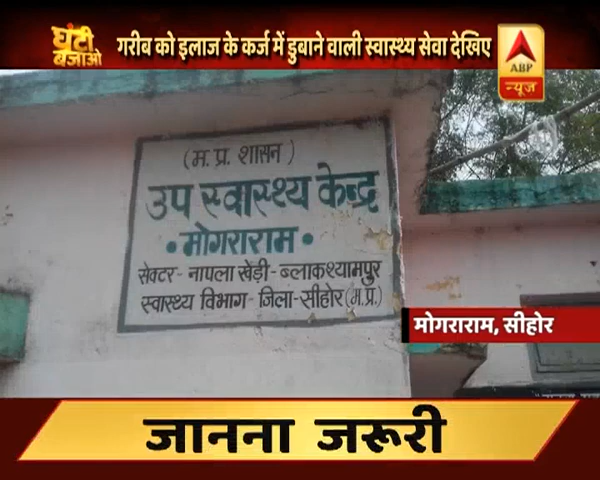 घंटी बजाओ
गरीब को इलाज के कर्ज में डुबाने वाली स्वास्थ्य सेवा देखिए
abp
न्यूज़
(म.प्र. शासन)
उप स्वास्थ्य केन्द्र
• मोगराराम •
सेक्टर - नापला खेड़ी - ब्लाकश्यामपुर
स्वास्थ्य विभाग - जिला - सीहोर (म.प्र.)
मोगराराम, सीहोर
जानना जरूरी